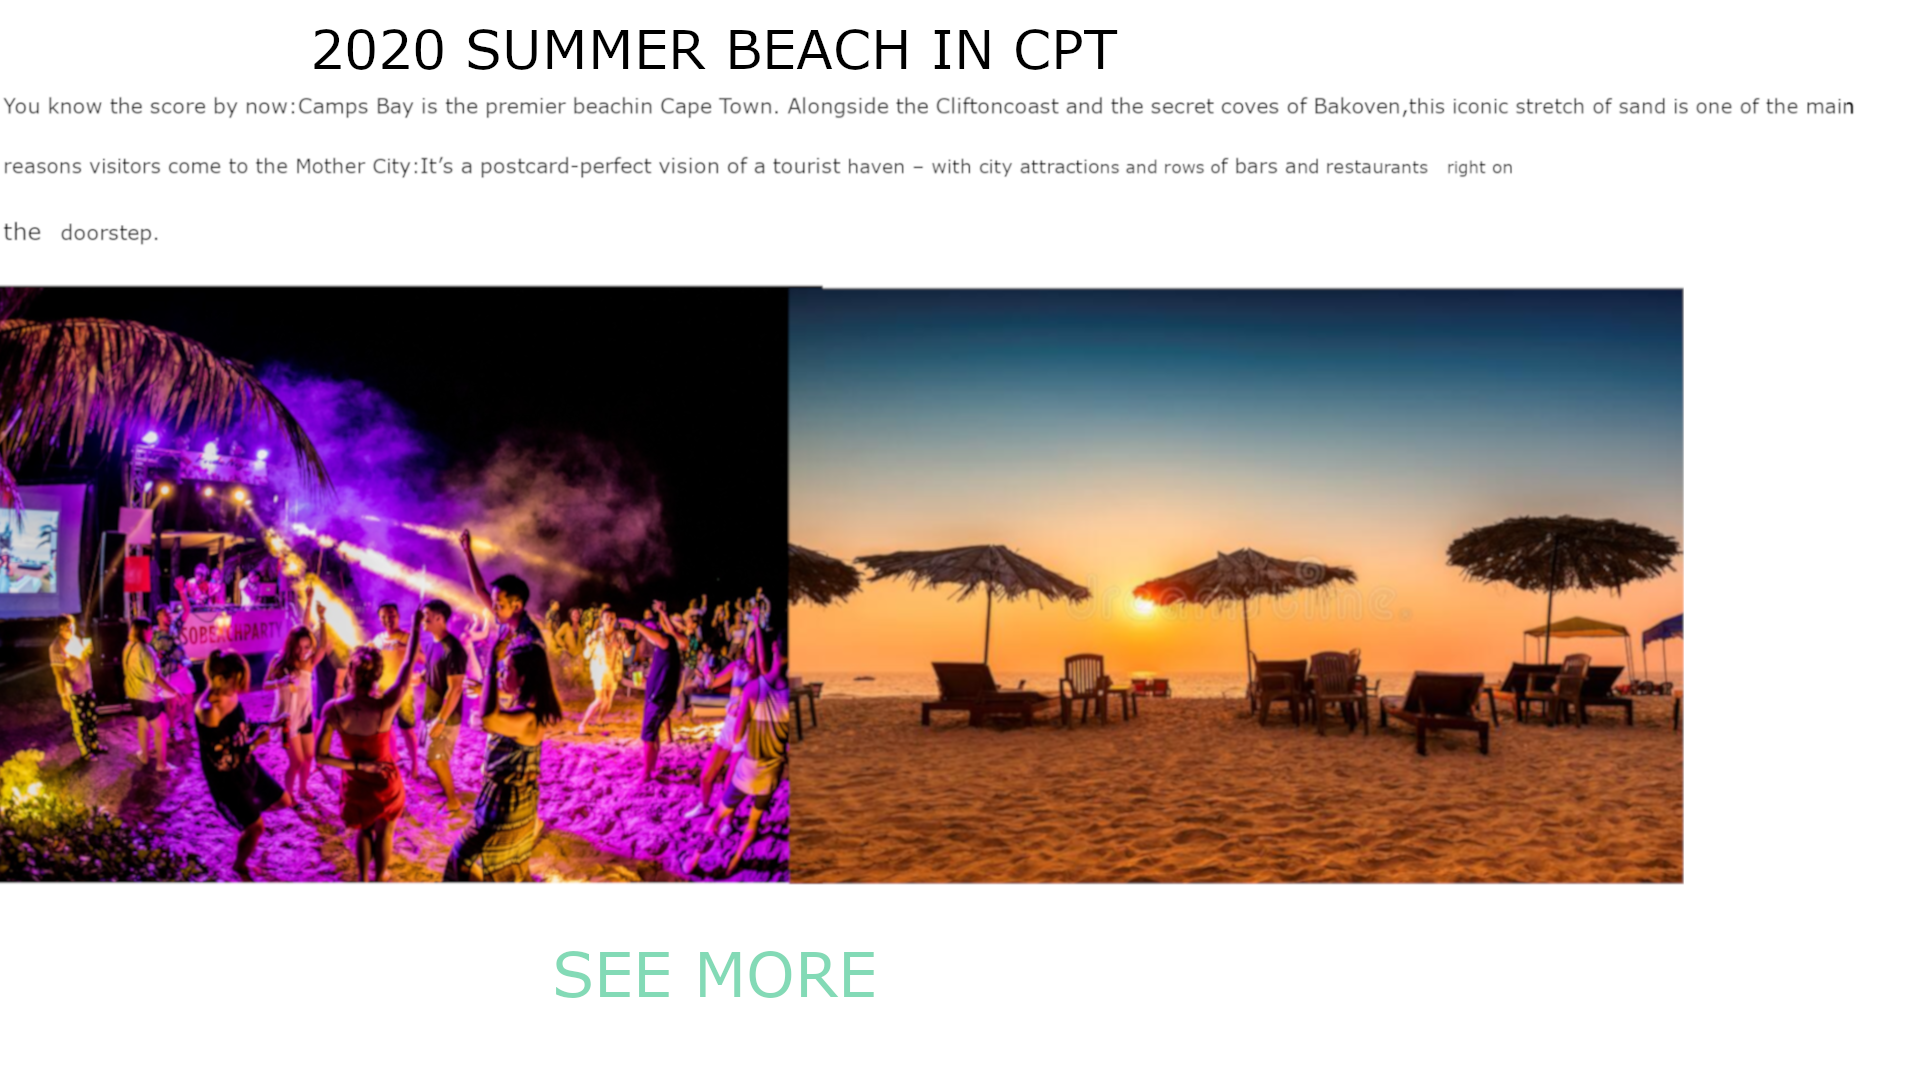 2020 SUMMER BEACH IN CPT
You know the score by now:Camps Bay is the premier beachin Cape Town. Alongside the Cliftoncoast and the secret coves of Bakoven,this iconic stretch of sand is one of the main
reasons visitors come to the Mother City:It’s a postcard-perfect vision of a tourist haven – with city attractions and rows of bars and restaurants right on
the doorstep.
SOBEACHPARTY
dreamstime.
SEE MORE